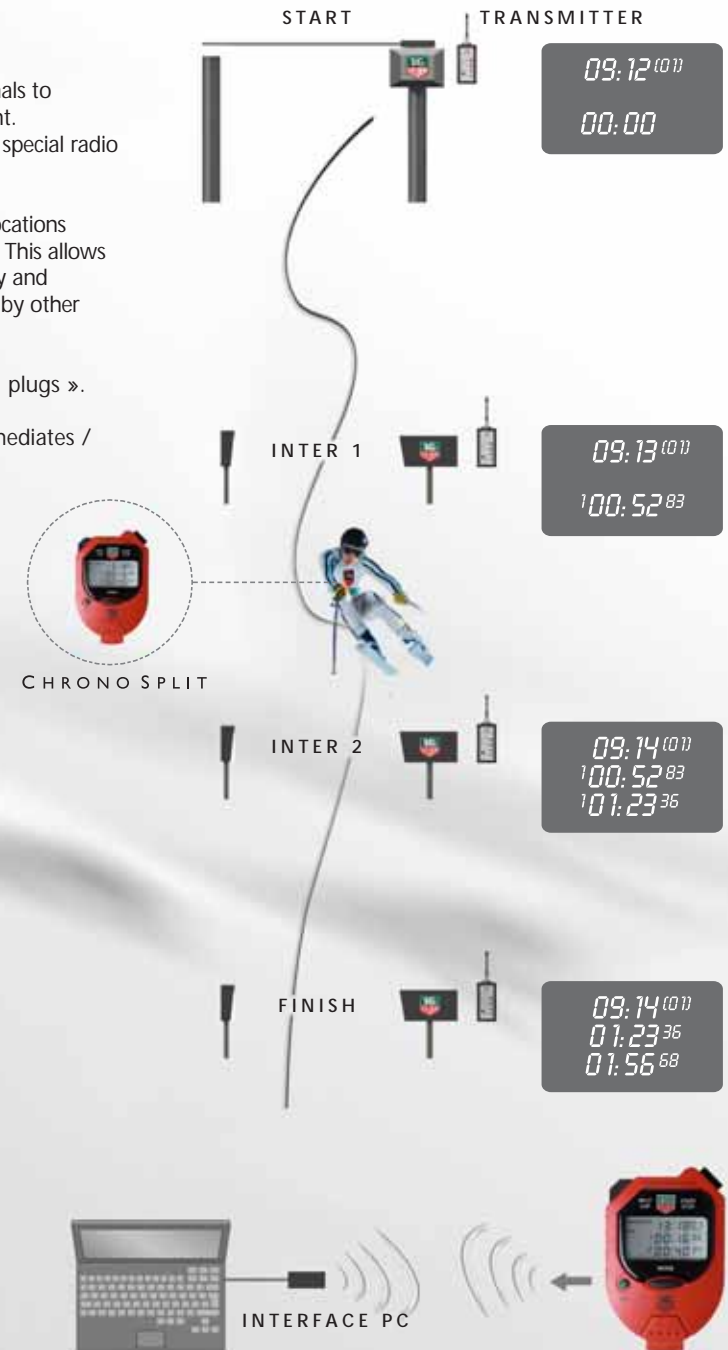 START TRANSMITTER
09:12 (01)
00:00
als to
nt.
special radio
ocations
This allows
y and
by other
plugs ».
nediates /
INTER 1
09:13 (01)
1 00:52 83
CHRONO SPLIT
INTER 2
09:14 (01)
1 00:52 83
1 01:23 36
FINISH
09:14 (01)
01:23 36
01:56 68
INTERFACE PC